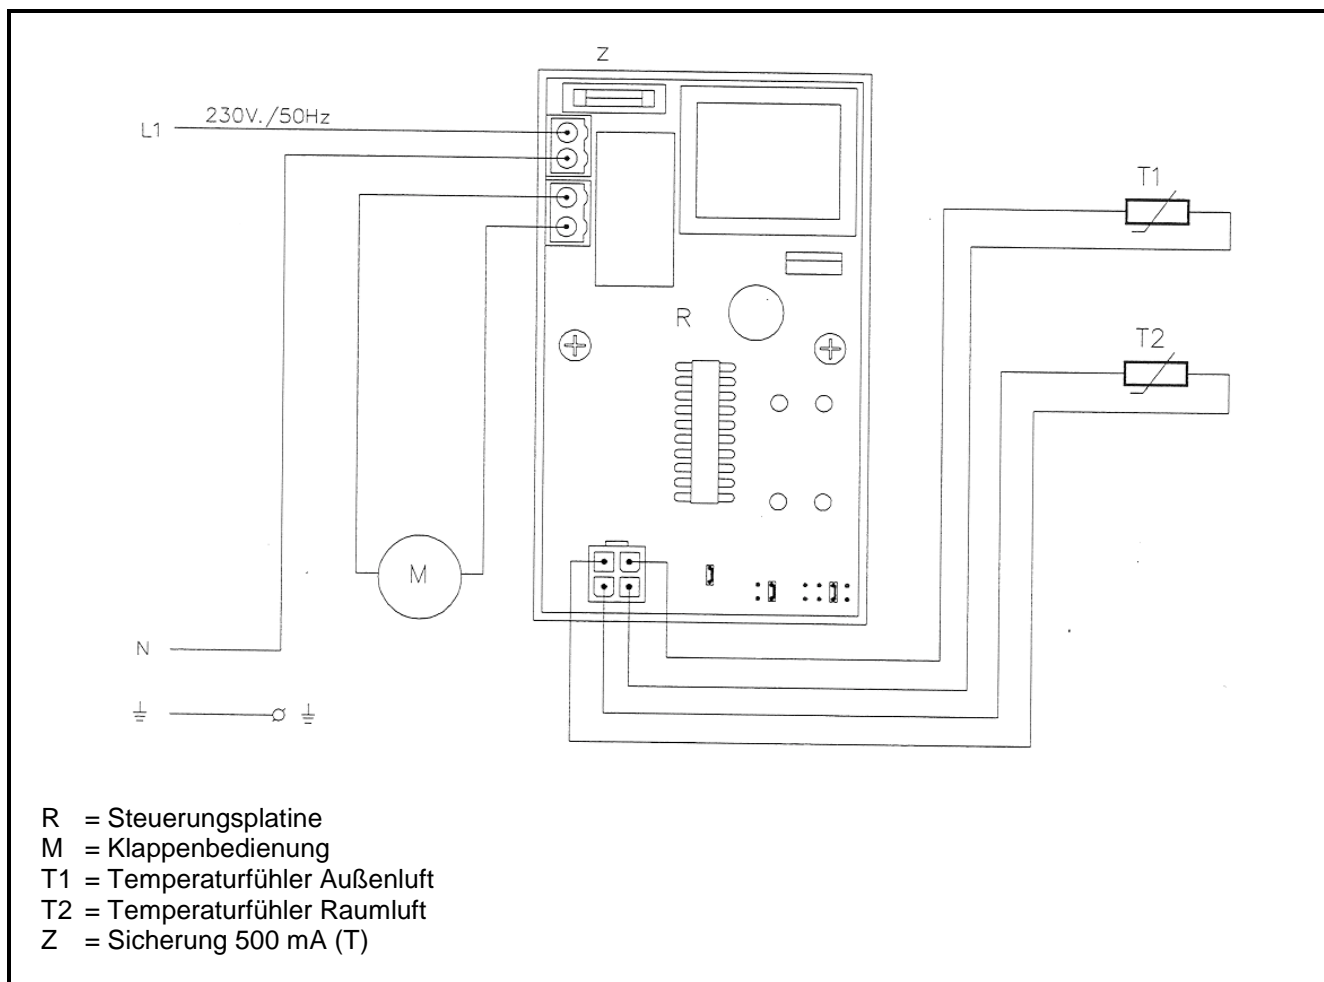 Z
L1 230V./50Hz
T1
R
T2
M
N
R = Steuerungsplatine
M = Klappenbedienung
T1 = Temperaturfühler Außenluft
T2 = Temperaturfühler Raumluft
Z = Sicherung 500 mA (T)